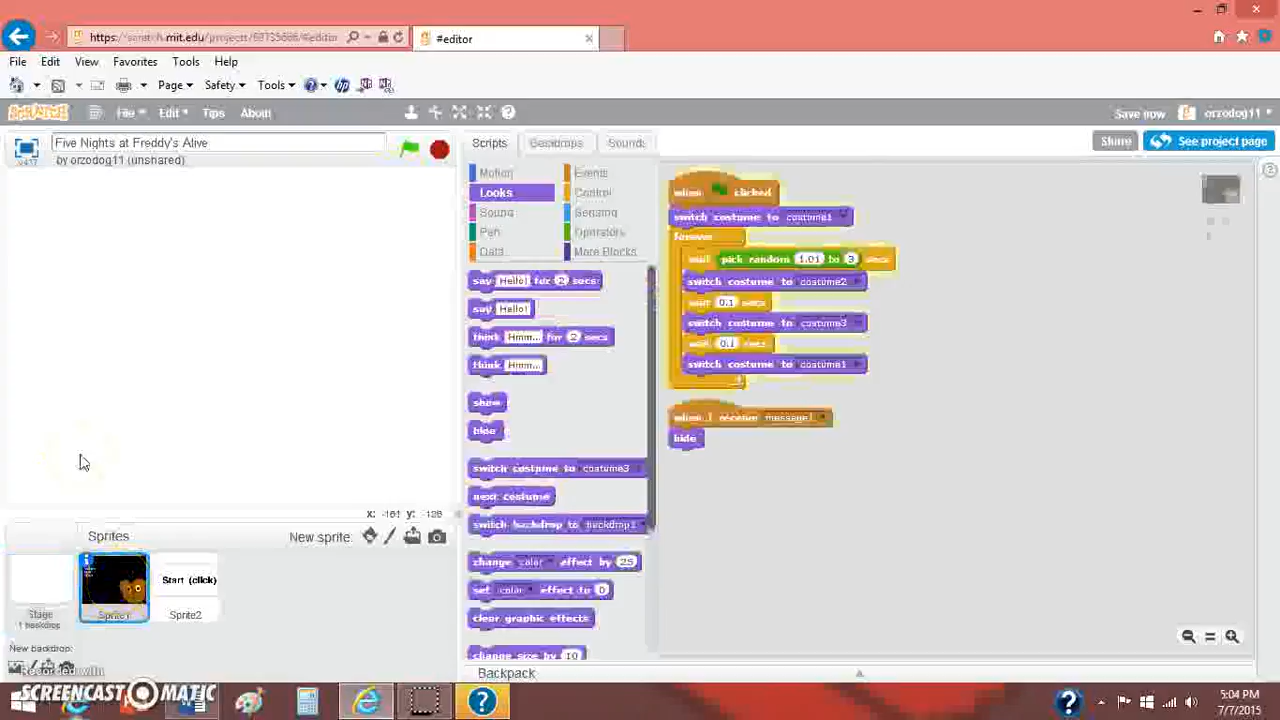 #editor
File Edit View Favorites Tools Help
Page Safety Tools
SCRATCH File Edit Tips About Save now orzodog11
Five Nights at Freddy's Alive
by orzodog11 (unshared)
v417
Scripts Backdrops Sounds
Share See project page
Motion Events
Looks Control
Sound Sensing
Pen Operators
Data More Blocks
say Hello! for 2 secs
say Hello!
think Hmm... for 2 secs
think Hmm...
show
hide
switch costume to costume3
next costume
switch backdrop to backdrop1
change color effect by 25
set color effect to 0
clear graphic effects
change size by 10
when clicked
switch costume to costume1
forever
wait pick random 1.01 to 3 secs
switch costume to costume2
wait 0.1 secs
switch costume to costume3
wait 0.1 secs
switch costume to costume1
when I receive message1
hide
Sprites New sprite:
Start (click)
Stage
1 backdrop
Sprite1
Sprite2
New backdrop:
Backpack
Recorded with
SCREENCAST MATIC
5:04 PM
7/7/2015